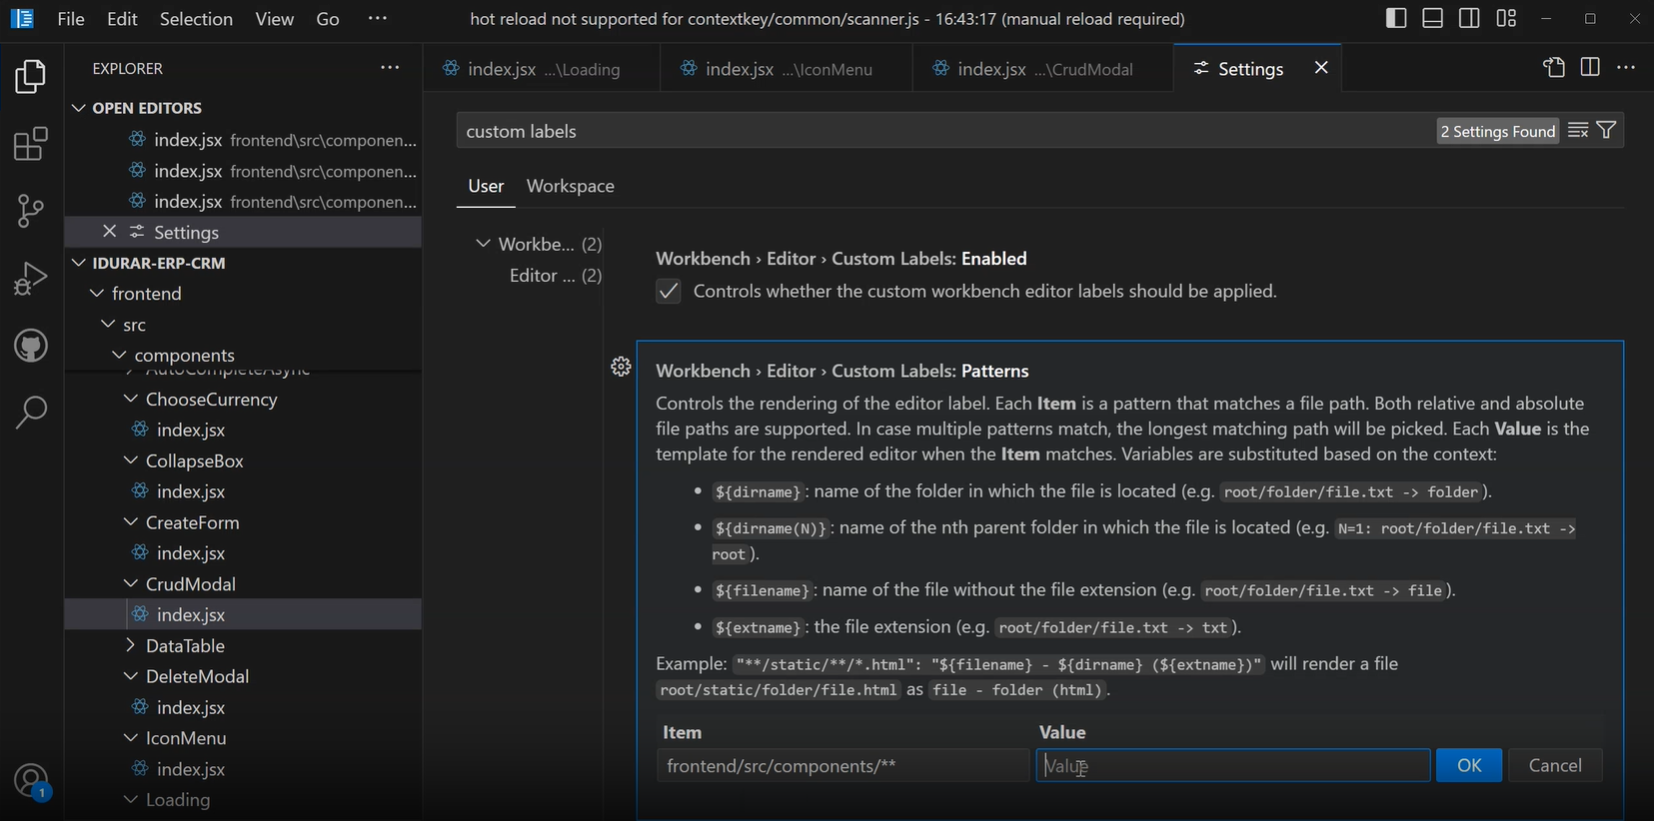 File Edit Selection View Go ··· hot reload not supported for contextkey/common/scanner.js - 16:43:17 (manual reload required)
EXPLORER ···
index.jsx ...\Loading index.jsx ...\IconMenu index.jsx ...\CrudModal Settings
OPEN EDITORS
index.jsx frontend\src\componen...
index.jsx frontend\src\componen...
index.jsx frontend\src\componen...
Settings
IDURAR-ERP-CRM
frontend
src
components
AutoCompleteAsync
ChooseCurrency
index.jsx
CollapseBox
index.jsx
CreateForm
index.jsx
CrudModal
index.jsx
DataTable
DeleteModal
index.jsx
IconMenu
index.jsx
Loading
1
custom labels 2 Settings Found
User Workspace
Workbe... (2)
Editor ... (2)
Workbench › Editor › Custom Labels: Enabled
Controls whether the custom workbench editor labels should be applied.
Workbench › Editor › Custom Labels: Patterns
Controls the rendering of the editor label. Each Item is a pattern that matches a file path. Both relative and absolute
file paths are supported. In case multiple patterns match, the longest matching path will be picked. Each Value is the
template for the rendered editor when the Item matches. Variables are substituted based on the context:
• ${dirname}: name of the folder in which the file is located (e.g. root/folder/file.txt -> folder).
• ${dirname(N)}: name of the nth parent folder in which the file is located (e.g. N=1: root/folder/file.txt ->
root).
• ${filename}: name of the file without the file extension (e.g. root/folder/file.txt -> file).
• ${extname}: the file extension (e.g. root/folder/file.txt -> txt).
Example: "**/static/**/*.html": "${filename} - ${dirname} (${extname})" will render a file
root/static/folder/file.html as file - folder (html).
Item Value
frontend/src/components/** Value OK Cancel